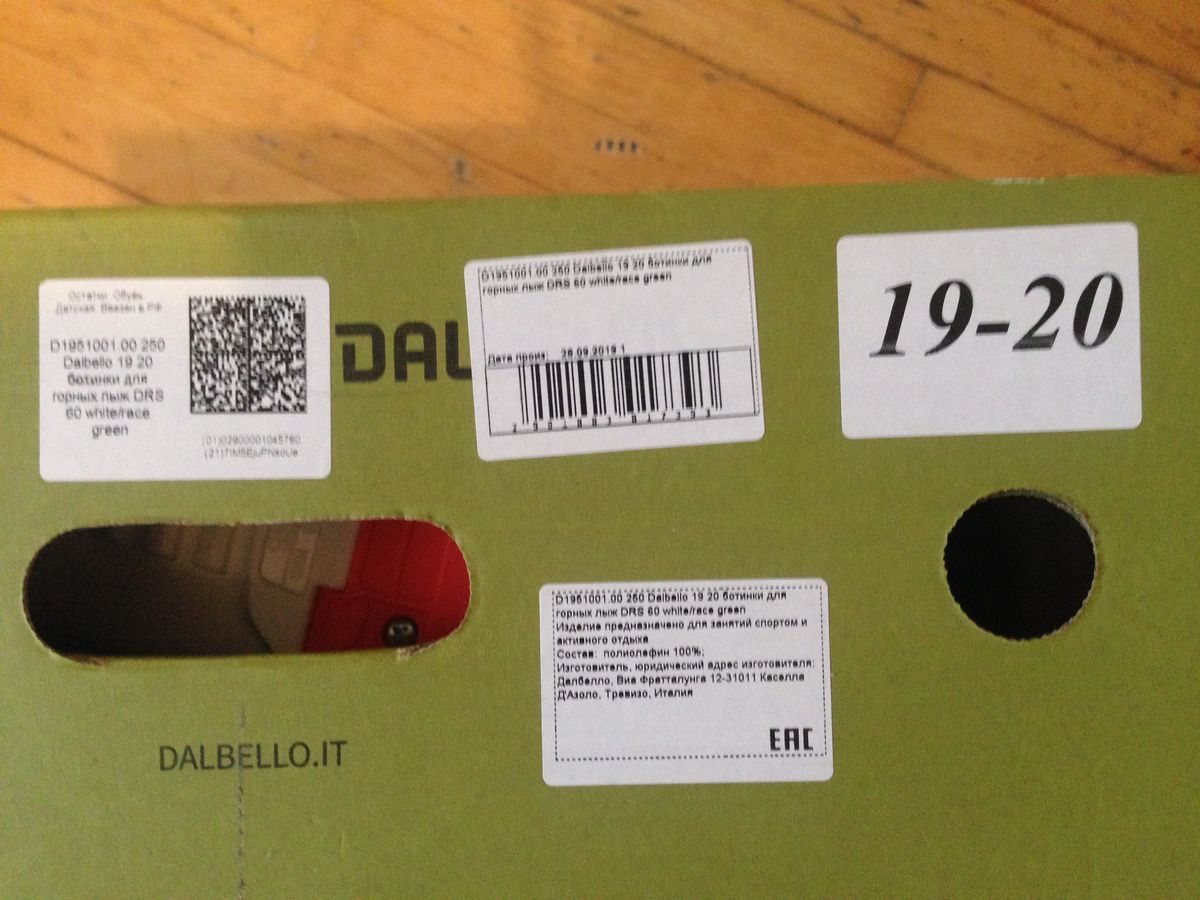 Остатки. Обувь.
Детская. Ввезен в РФ.
D1951001.00 250
Dalbello 19 20
ботинки для
горных лыж DRS
60 white/race
green
(01)02900001045760
(21)7IM5EjuPNsoUe
DAL
D1951001.00 250 Dalbello 19 20 ботинки для
горных лыж DRS 60 white/race green
Дата произ: 26.09.2019 1
19-20
D1951001.00 250 Dalbello 19 20 ботинки для
горных лыж DRS 60 white/race green
Изделие предназначено для занятий спортом и
активного отдыха
Состав: полиолефин 100%;
Изготовитель, юридический адрес изготовителя:
Далбелло, Виа Фратталунга 12-31011 Каселла
Д'Азоло, Тревизо, Италия
EAC
DALBELLO.IT